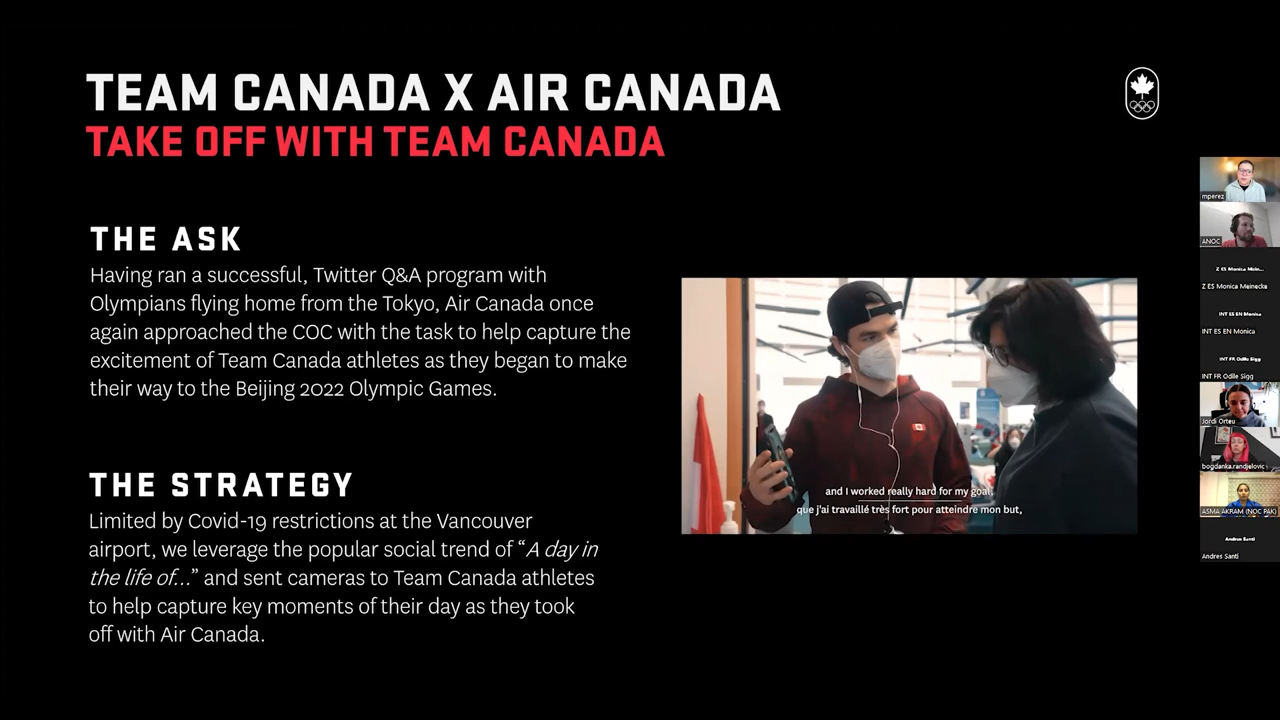 TEAM CANADA X AIR CANADA
TAKE OFF WITH TEAM CANADA
THE ASK
Having ran a successful, Twitter Q&A program with
Olympians flying home from the Tokyo, Air Canada once
again approached the COC with the task to help capture the
excitement of Team Canada athletes as they began to make
their way to the Beijing 2022 Olympic Games.
THE STRATEGY
Limited by Covid-19 restrictions at the Vancouver
airport, we leverage the popular social trend of “A day in
the life of...” and sent cameras to Team Canada athletes
to help capture key moments of their day as they took
off with Air Canada.
and I worked really hard for my goal,
que j'ai travaillé très fort pour atteindre mon but,
mperez
ANOC
Z ES Monica Mein...
Z ES Monica Meinecke
INT ES EN Monica
INT ES EN Monica
INT FR Odile Sigg
INT FR Odile Sigg
Jordi Orteu
bogdanka.randjelovic
ASMA AKRAM (NOC PAK)
Andres Santi
Andres Santi